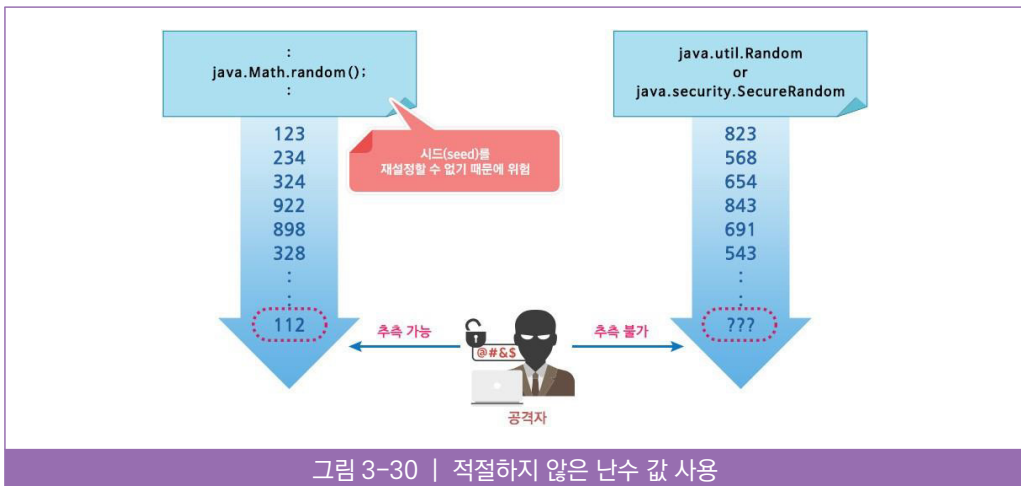 :
java.Math.random();
:
123
234
324
922
898
328
:
:
112
시드(seed)를
재설정할 수 없기 때문에 위험
java.util.Random
or
java.security.SecureRandom
823
568
654
843
691
543
:
:
???
추측 가능
@#&$
추측 불가
공격자
그림 3-30 | 적절하지 않은 난수 값 사용